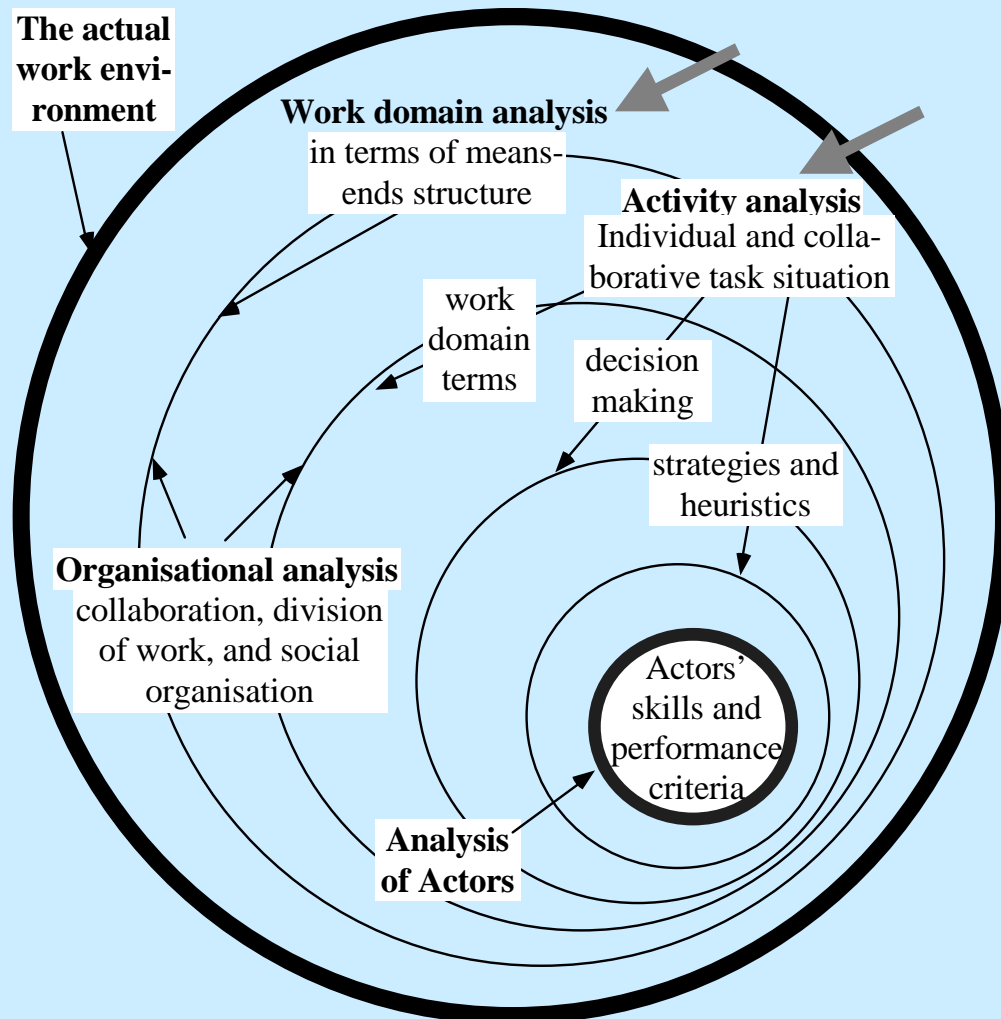 The actual
work envi-
ronment
Work domain analysis
in terms of means-
ends structure
Activity analysis
Individual and colla-
borative task situation
work
domain
terms
decision
making
strategies and
heuristics
Organisational analysis
collaboration, division
of work, and social
organisation
Actors’
skills and
performance
criteria
Analysis
of Actors